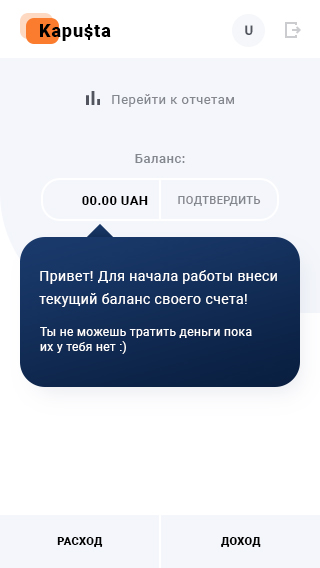 Kapu$ta
U
Перейти к отчетам
Баланс:
00.00 UAH
ПОДТВЕРДИТЬ
Привет! Для начала работы внеси
текущий баланс своего счета!
Ты не можешь тратить деньги пока
их у тебя нет :)
РАСХОД
ДОХОД